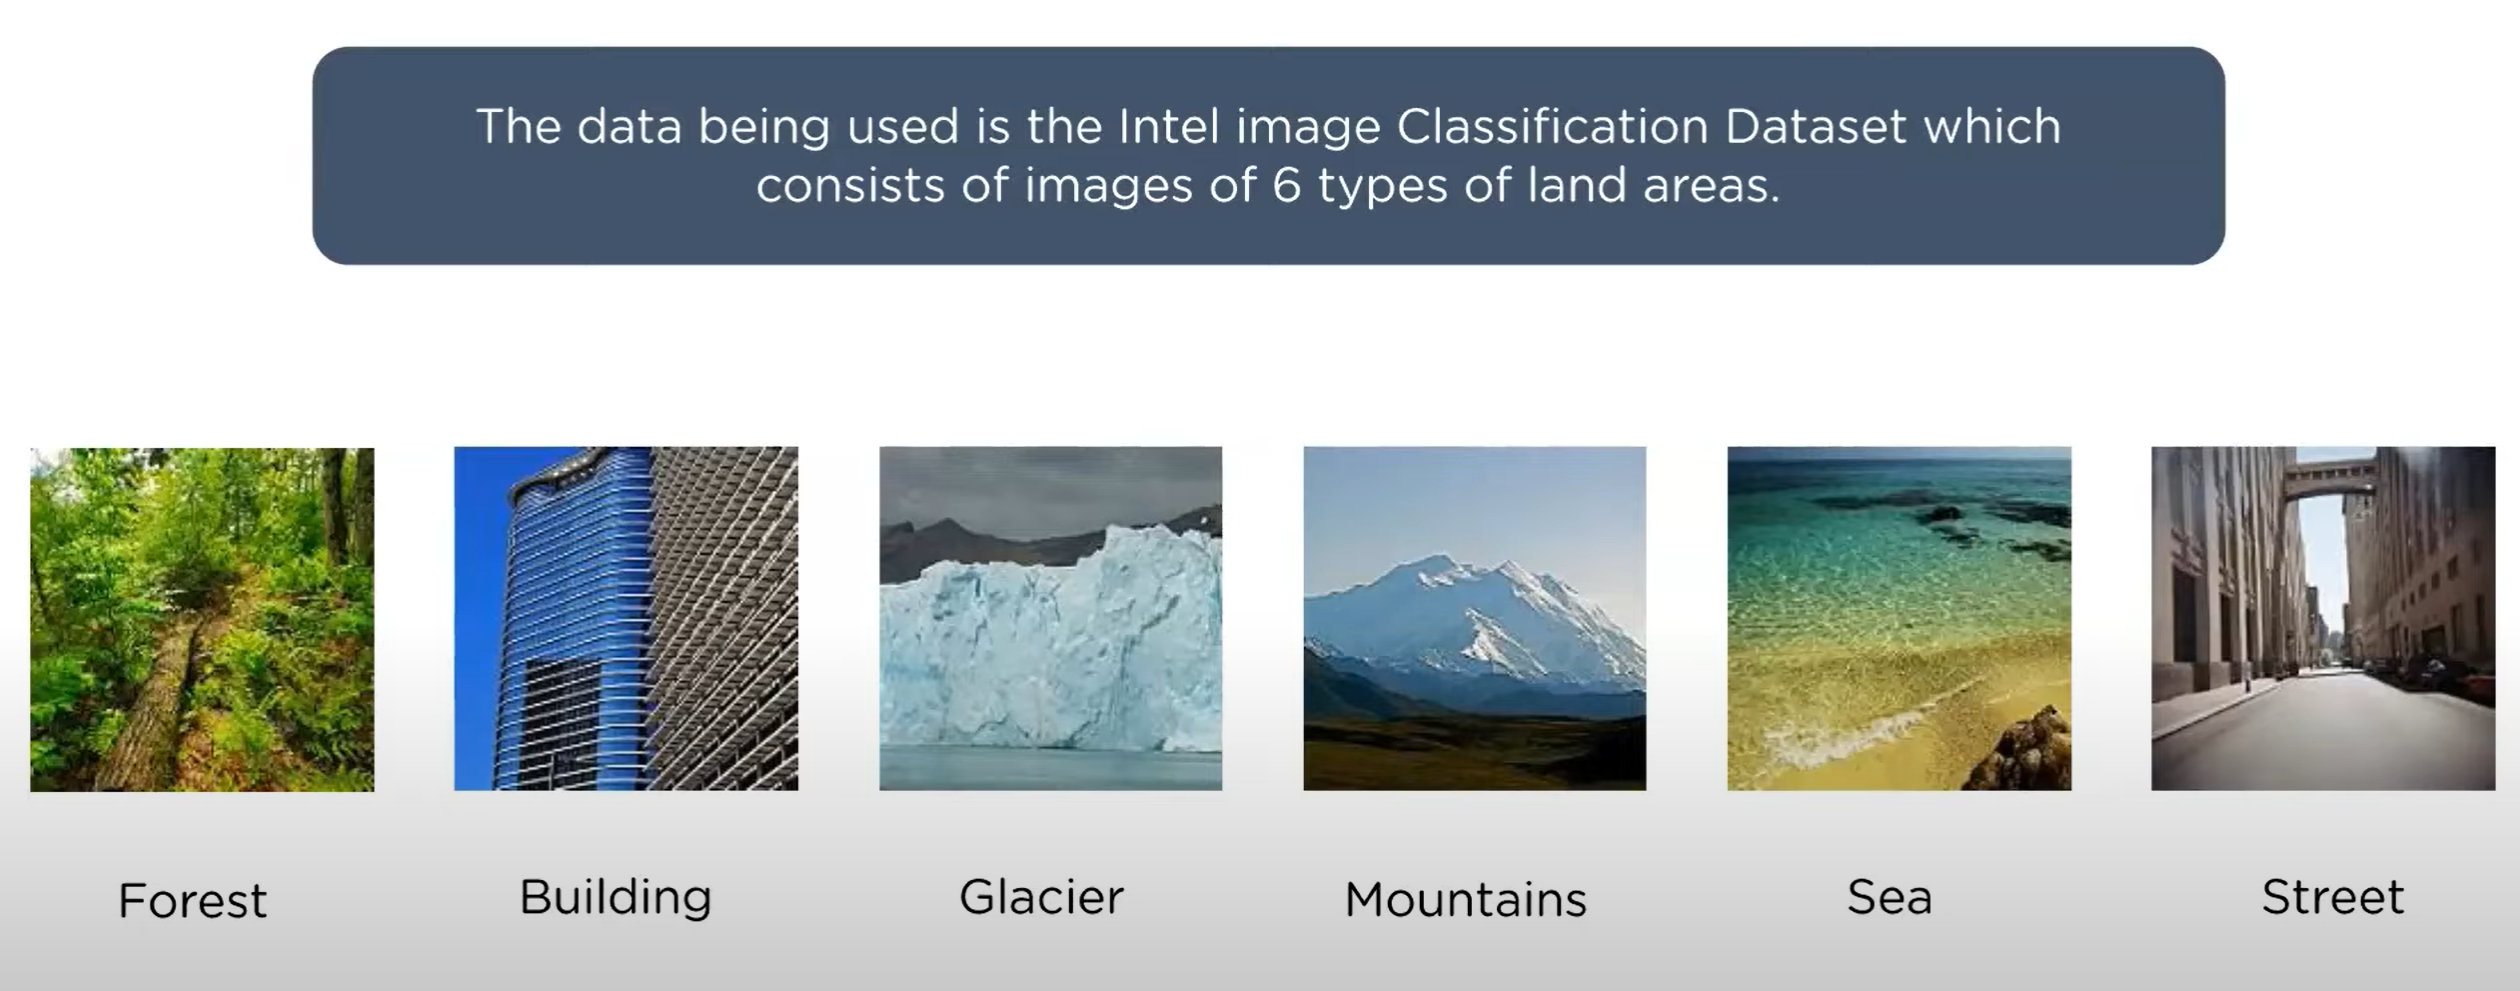 The data being used is the Intel image Classification Dataset which
consists of images of 6 types of land areas.
Forest
Building
Glacier
Mountains
Sea
Street